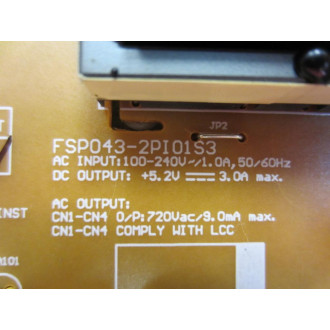 JP2
FSP043-2PI01S3
AC INPUT:100-240V~/1.0A,50/60Hz
DC OUTPUT: +5.2V ⎓ 3.0A max.
AC OUTPUT:
INST
CN1-CN4 O/P:720Vac/9.0mA max.
CN1-CN4 COMPLY WITH LCC